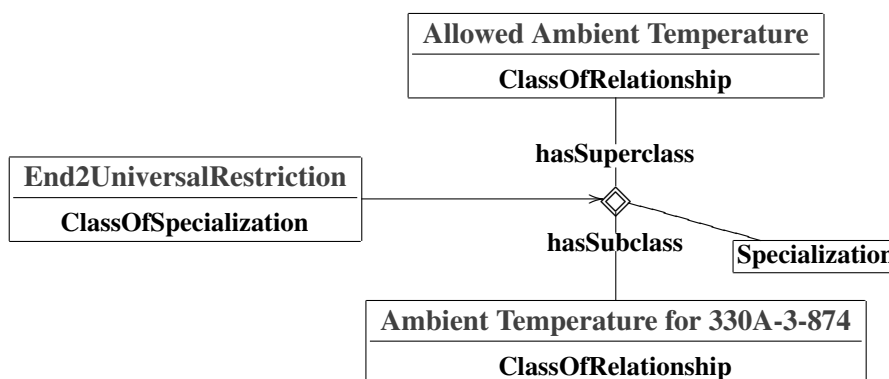 Allowed Ambient Temperature
ClassOfRelationship
hasSuperclass
End2UniversalRestriction
ClassOfSpecialization
hasSubclass
Specialization
Ambient Temperature for 330A-3-874
ClassOfRelationship